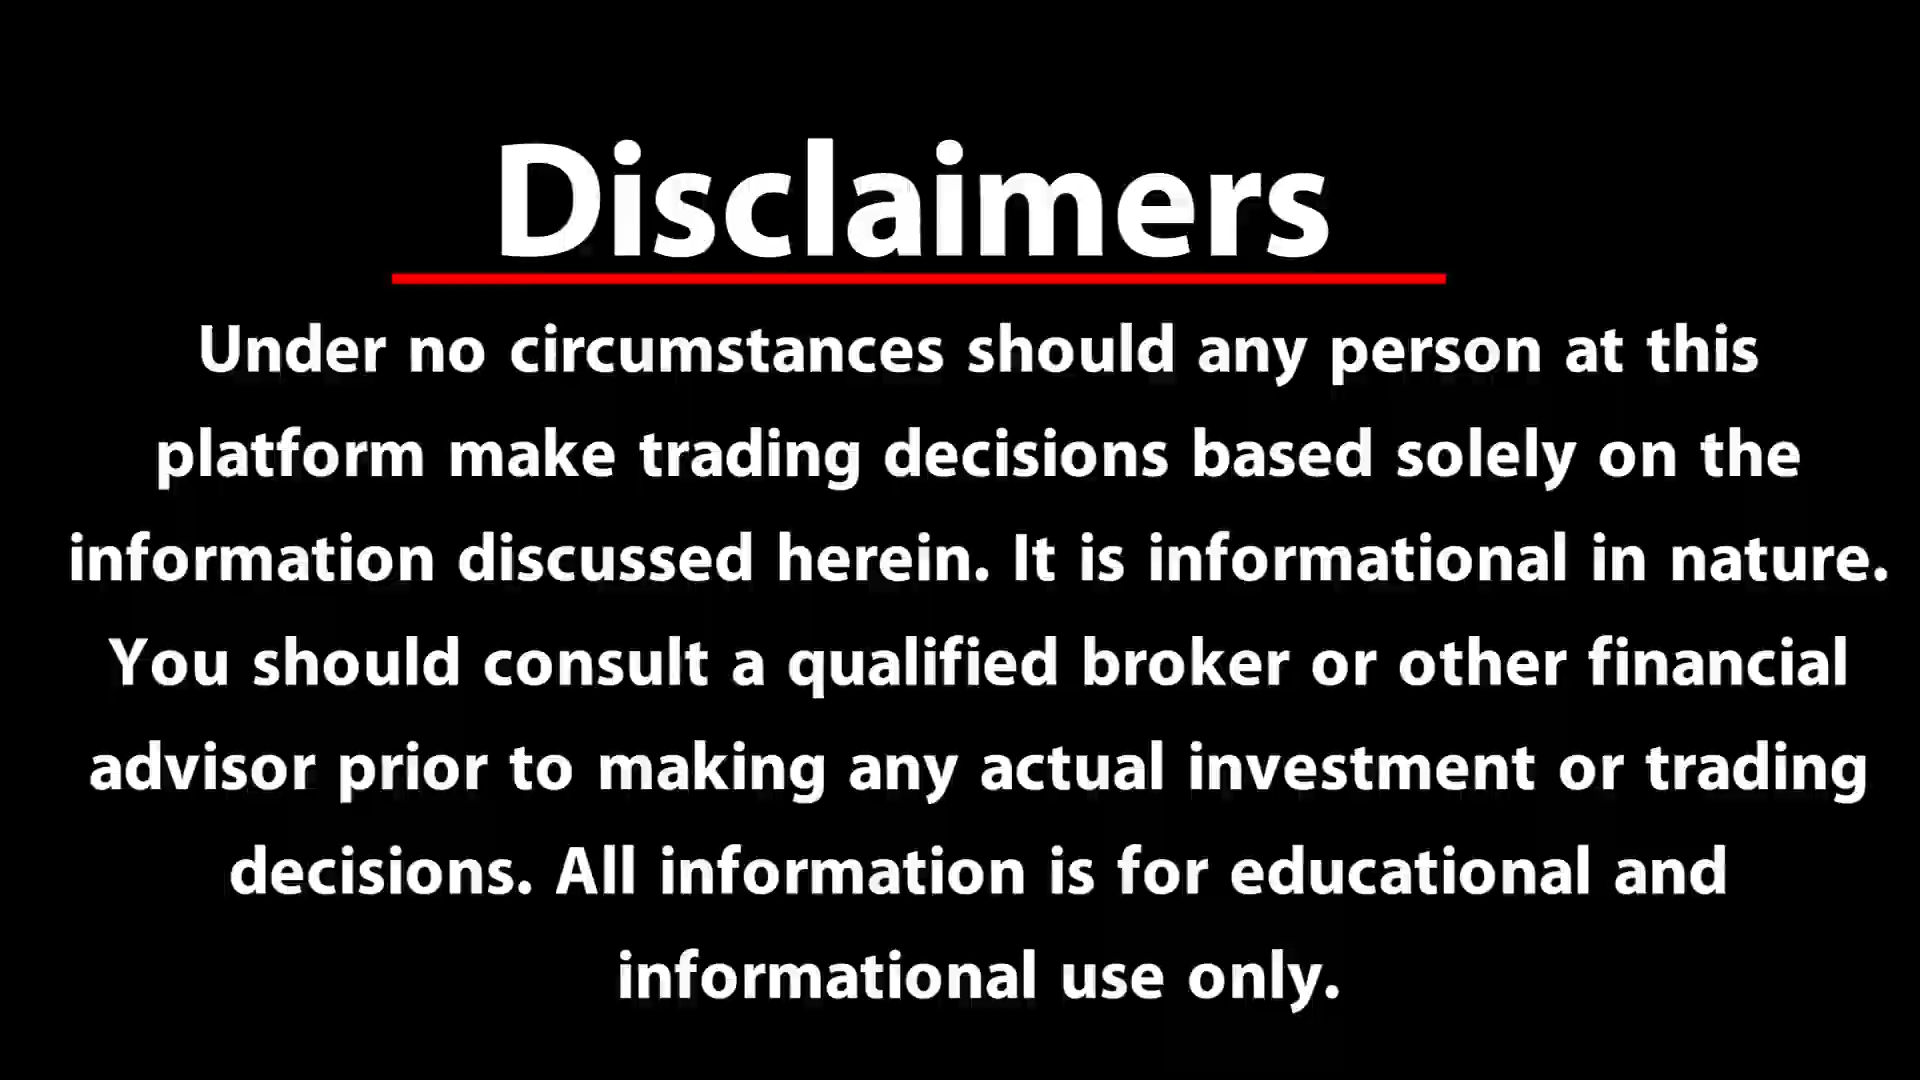 Disclaimers
Under no circumstances should any person at this
platform make trading decisions based solely on the
information discussed herein. It is informational in nature.
You should consult a qualified broker or other financial
advisor prior to making any actual investment or trading
decisions. All information is for educational and
informational use only.